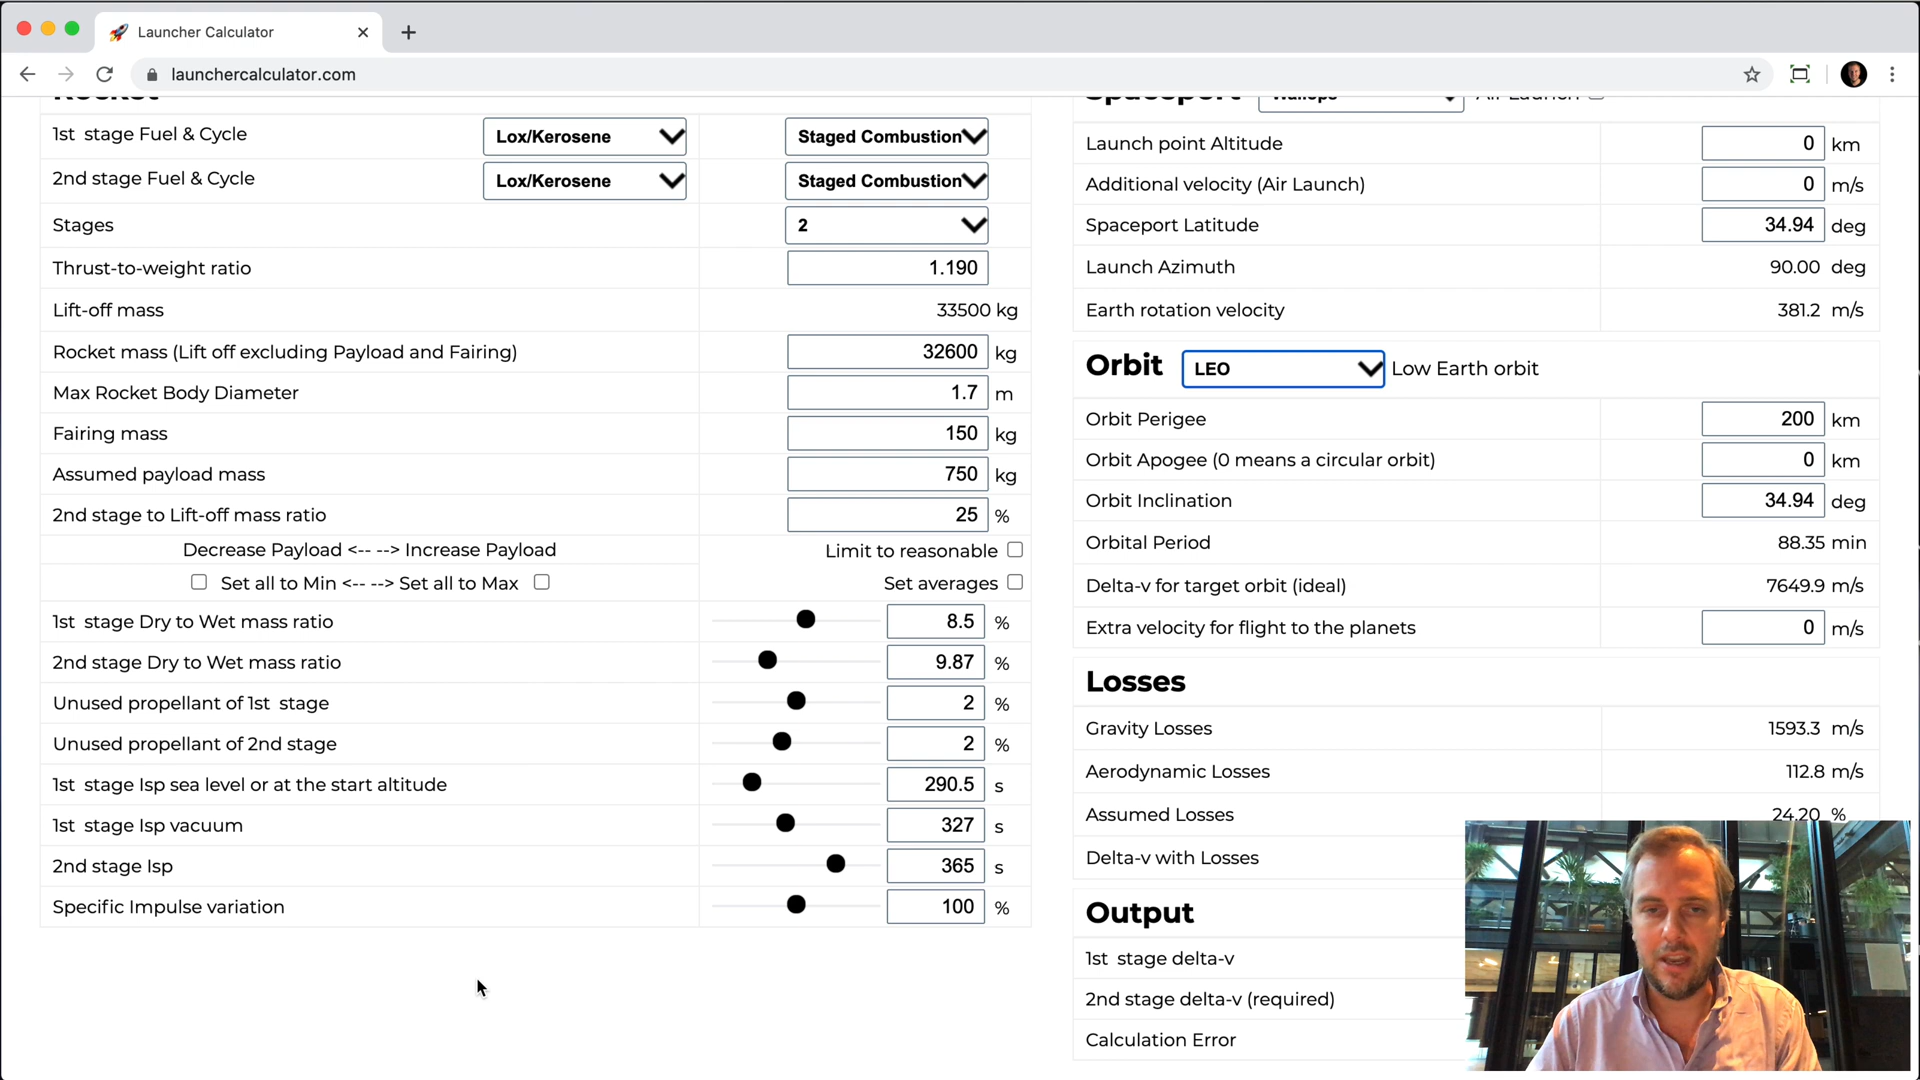 Launcher Calculator
launchercalculator.com
Rocket
1st stage Fuel & Cycle Lox/Kerosene Staged Combustion
2nd stage Fuel & Cycle Lox/Kerosene Staged Combustion
Stages 2
Thrust-to-weight ratio 1.190
Lift-off mass 33500 kg
Rocket mass (Lift off excluding Payload and Fairing) 32600 kg
Max Rocket Body Diameter 1.7 m
Fairing mass 150 kg
Assumed payload mass 750 kg
2nd stage to Lift-off mass ratio 25 %
Decrease Payload <-- --> Increase Payload Limit to reasonable
Set all to Min <-- --> Set all to Max Set averages
1st stage Dry to Wet mass ratio 8.5 %
2nd stage Dry to Wet mass ratio 9.87 %
Unused propellant of 1st stage 2 %
Unused propellant of 2nd stage 2 %
1st stage Isp sea level or at the start altitude 290.5 s
1st stage Isp vacuum 327 s
2nd stage Isp 365 s
Specific Impulse variation 100 %
Spaceport Wallops Air Launch
Launch point Altitude 0 km
Additional velocity (Air Launch) 0 m/s
Spaceport Latitude 34.94 deg
Launch Azimuth 90.00 deg
Earth rotation velocity 381.2 m/s
Orbit LEO Low Earth orbit
Orbit Perigee 200 km
Orbit Apogee (0 means a circular orbit) 0 km
Orbit Inclination 34.94 deg
Orbital Period 88.35 min
Delta-v for target orbit (ideal) 7649.9 m/s
Extra velocity for flight to the planets 0 m/s
Losses
Gravity Losses 1593.3 m/s
Aerodynamic Losses 112.8 m/s
Assumed Losses 24.20 %
Delta-v with Losses
Output
1st stage delta-v
2nd stage delta-v (required)
Calculation Error